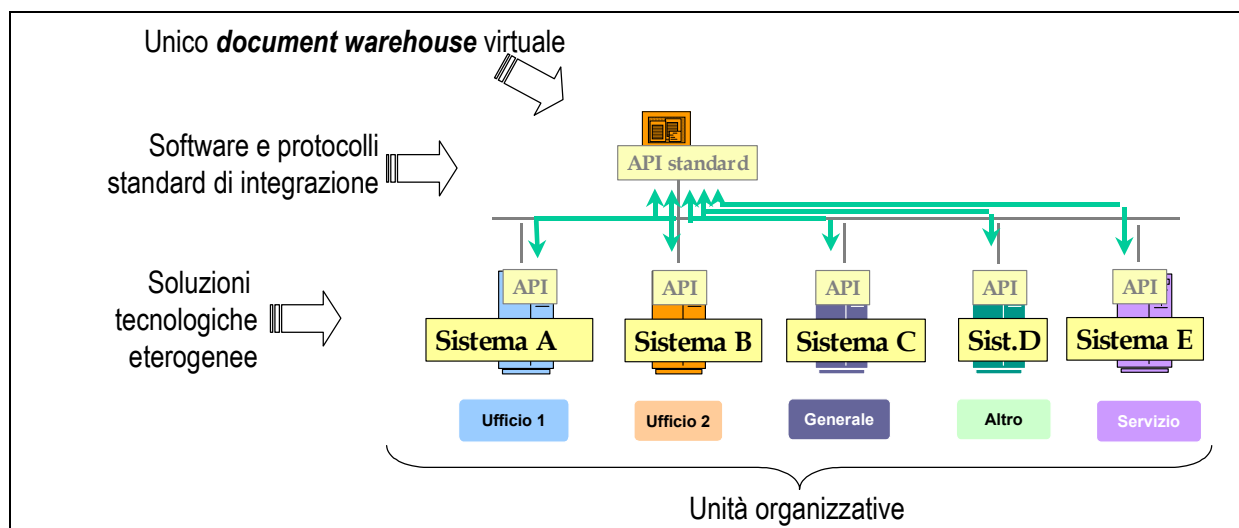 Unico document warehouse virtuale
Software e protocolli
standard di integrazione
API standard
Soluzioni
tecnologiche
eterogenee
API
API
API
API
API
Sistema A
Sistema B
Sistema C
Sist.D
Sistema E
Ufficio 1
Ufficio 2
Generale
Altro
Servizio
Unità organizzative